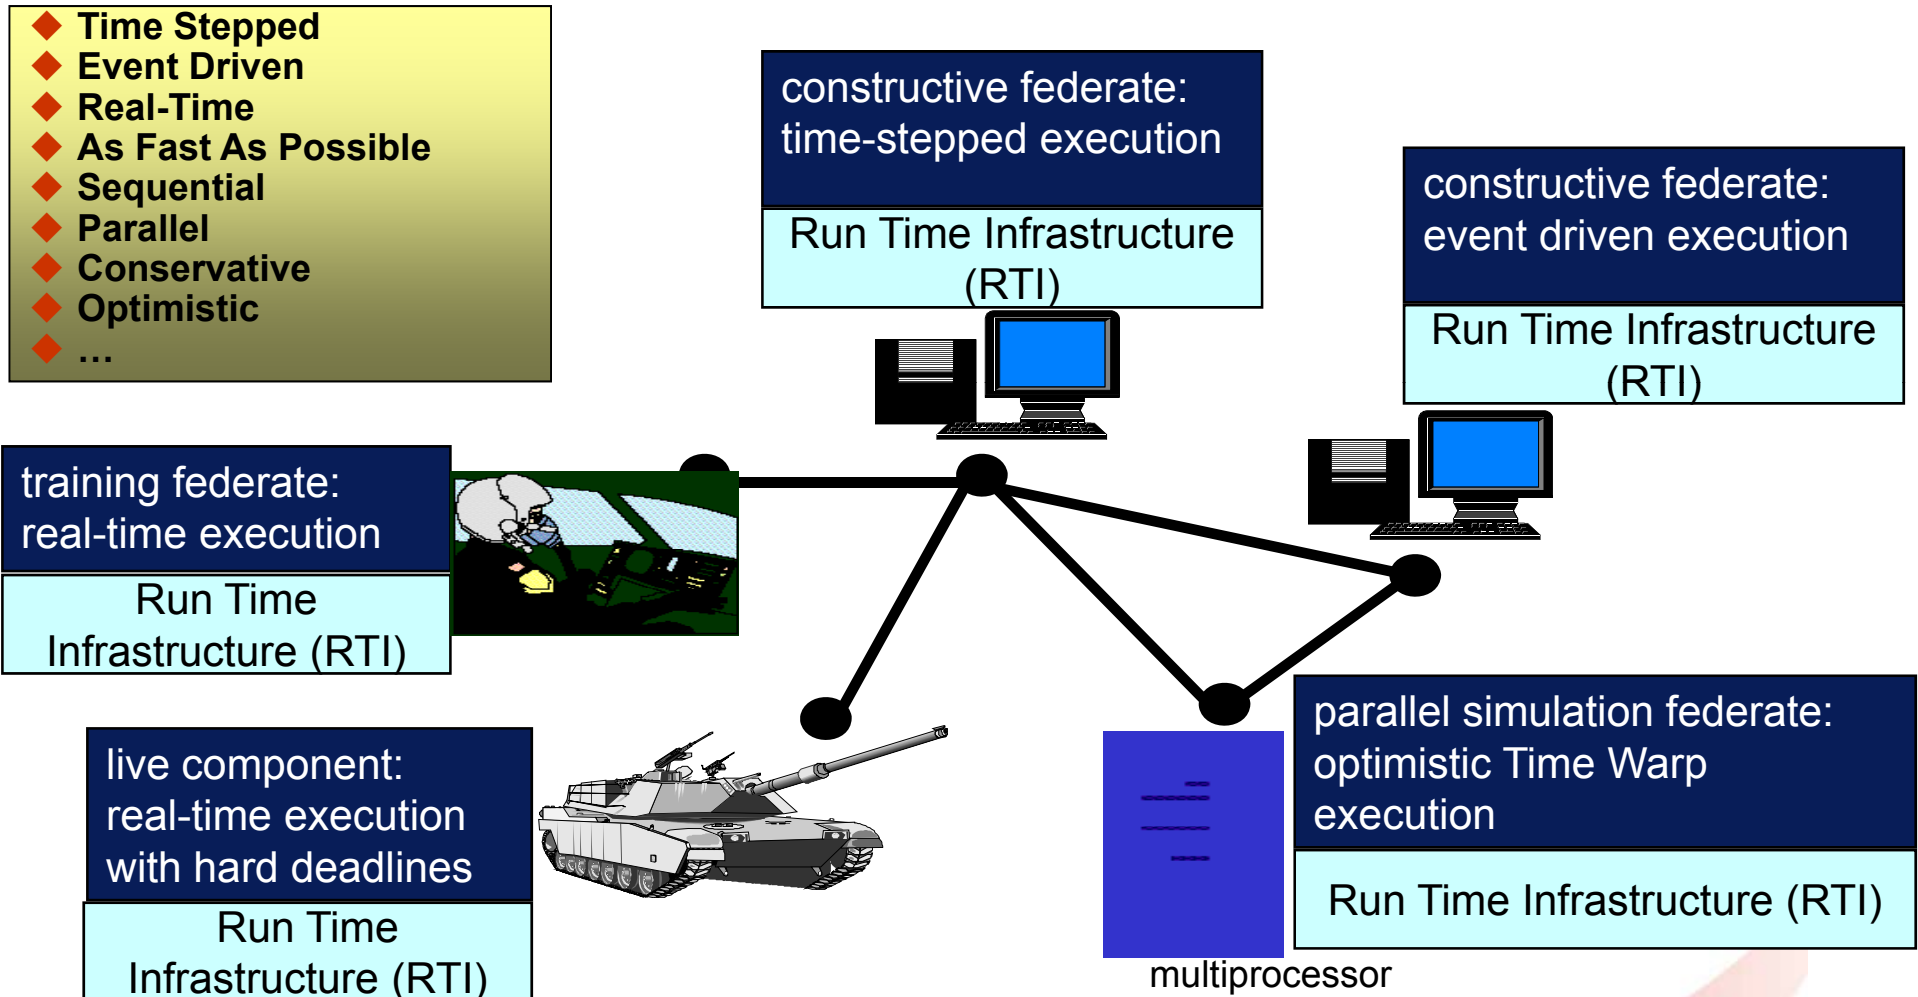 Time Stepped
Event Driven
Real-Time
As Fast As Possible
Sequential
Parallel
Conservative
Optimistic
…
constructive federate:
time-stepped execution
Run Time Infrastructure
(RTI)
constructive federate:
event driven execution
Run Time Infrastructure
(RTI)
training federate:
real-time execution
Run Time
Infrastructure (RTI)
live component:
real-time execution
with hard deadlines
Run Time
Infrastructure (RTI)
parallel simulation federate:
optimistic Time Warp
execution
Run Time Infrastructure (RTI)
multiprocessor